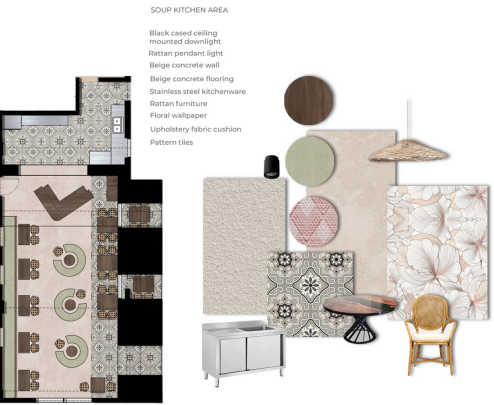 SOUP KITCHEN AREA
Black cased ceiling
mounted downlight
Rattan pendant light
Beige concrete wall
Beige concrete flooring
Stainless steel kitchenware
Rattan furniture
Floral wallpaper
Upholstery fabric cushion
Pattern tiles